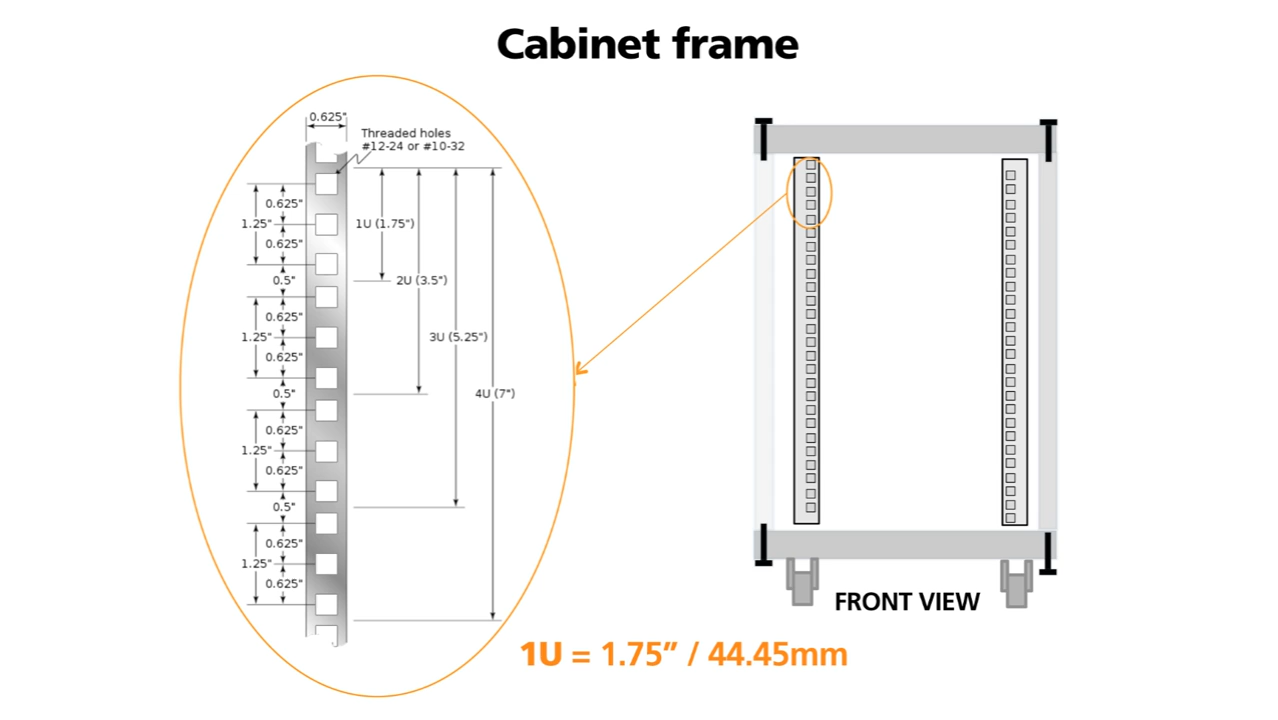 Cabinet frame
0.625"
Threaded holes
#12-24 or #10-32
0.625"
1.25"
1U (1.75")
0.625"
0.5"
2U (3.5")
0.625"
1.25"
3U (5.25")
0.625"
0.5"
4U (7")
0.625"
1.25"
0.625"
0.5"
0.625"
1.25"
0.625"
FRONT VIEW
1U = 1.75” / 44.45mm